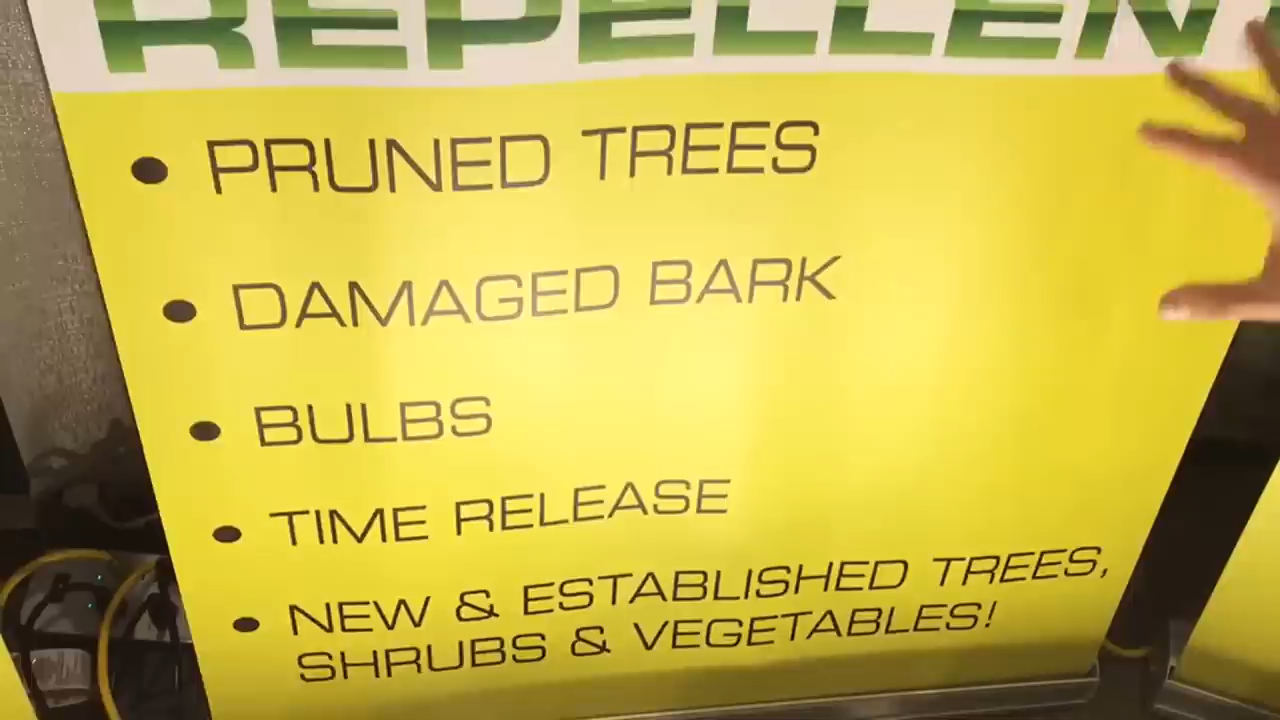 REPELLEN
• PRUNED TREES
• DAMAGED BARK
• BULBS
• TIME RELEASE
• NEW & ESTABLISHED TREES,
SHRUBS & VEGETABLES!